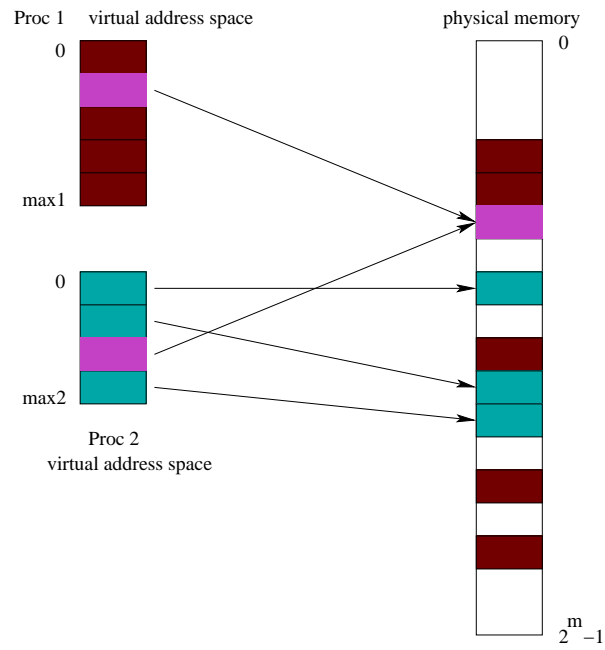 Proc 1 virtual address space
physical memory
0
0
max1
0
max2
Proc 2
virtual address space
2^m-1